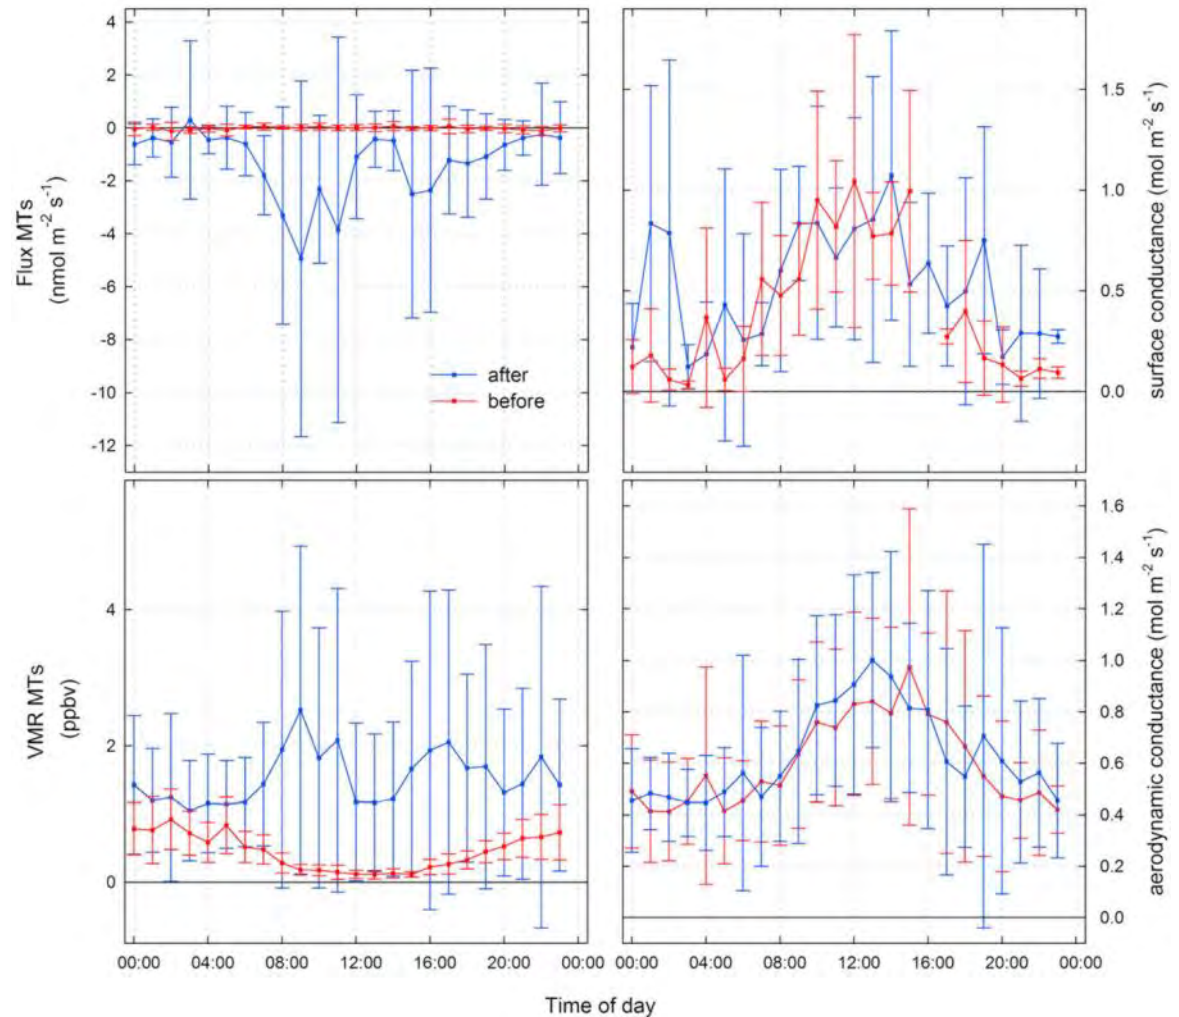 4
2
0
-2
-4
-6
-8
-10
-12
Flux MTs
(nmol m⁻² s⁻¹)
after
before
1.5
1.0
0.5
0.0
surface conductance (mol m⁻² s⁻¹)
4
2
0
VMR MTs
(ppbv)
1.6
1.4
1.2
1.0
0.8
0.6
0.4
0.2
0.0
aerodynamic conductance (mol m⁻² s⁻¹)
00:00 04:00 08:00 12:00 16:00 20:00 00:00 04:00 08:00 12:00 16:00 20:00 00:00
Time of day